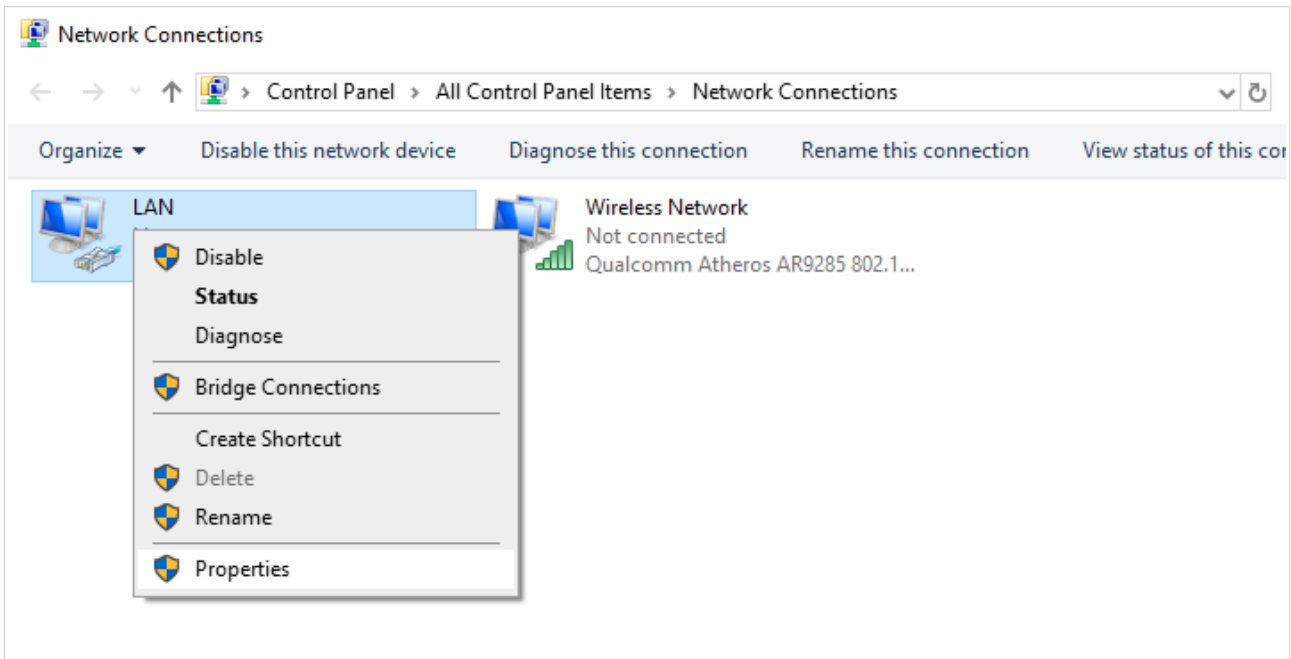 Network Connections
Control Panel > All Control Panel Items > Network Connections
Organize Disable this network device Diagnose this connection Rename this connection View status of this
LAN
Wireless Network
Not connected
Qualcomm Atheros AR9285 802.1...
Disable
Status
Diagnose
Bridge Connections
Create Shortcut
Delete
Rename
Properties